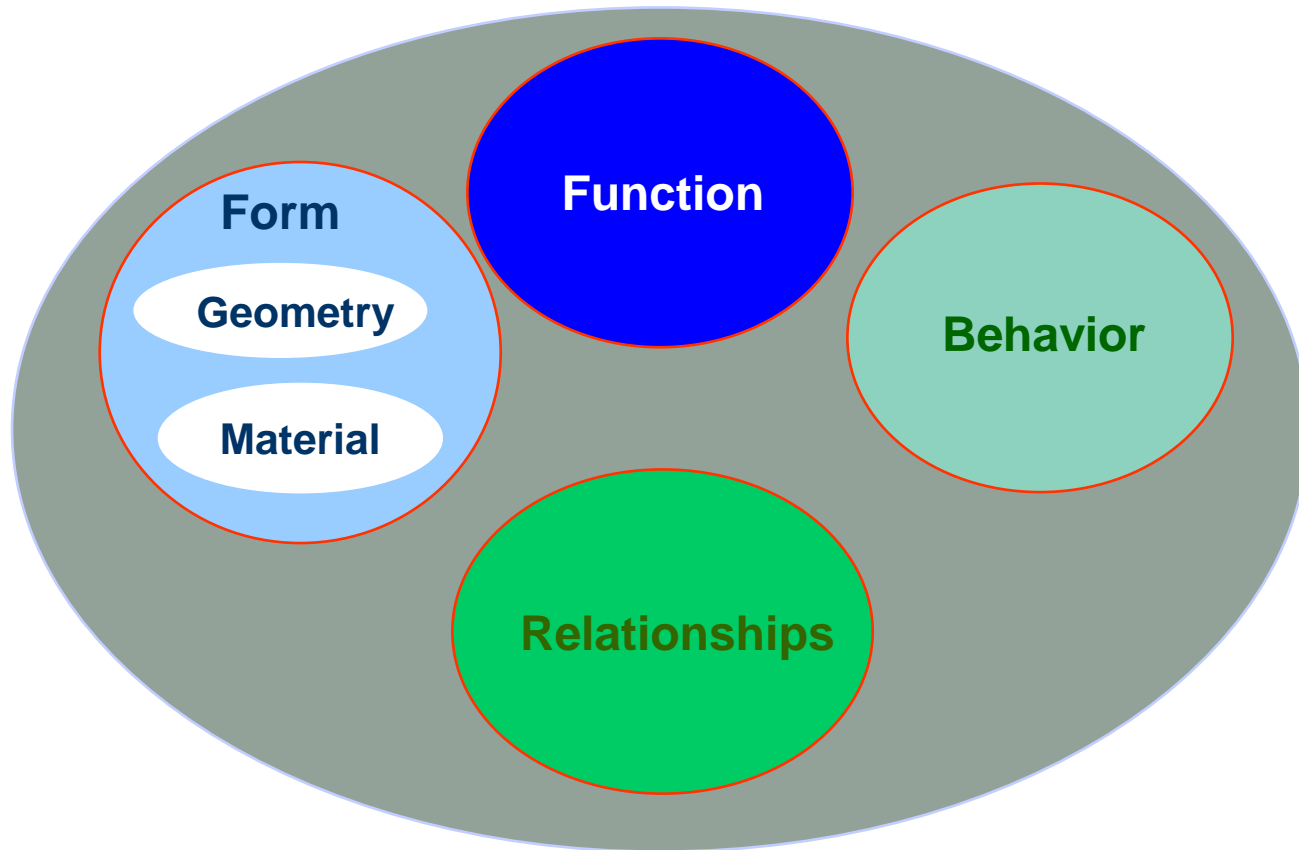 Function
Form
Geometry
Material
Behavior
Relationships